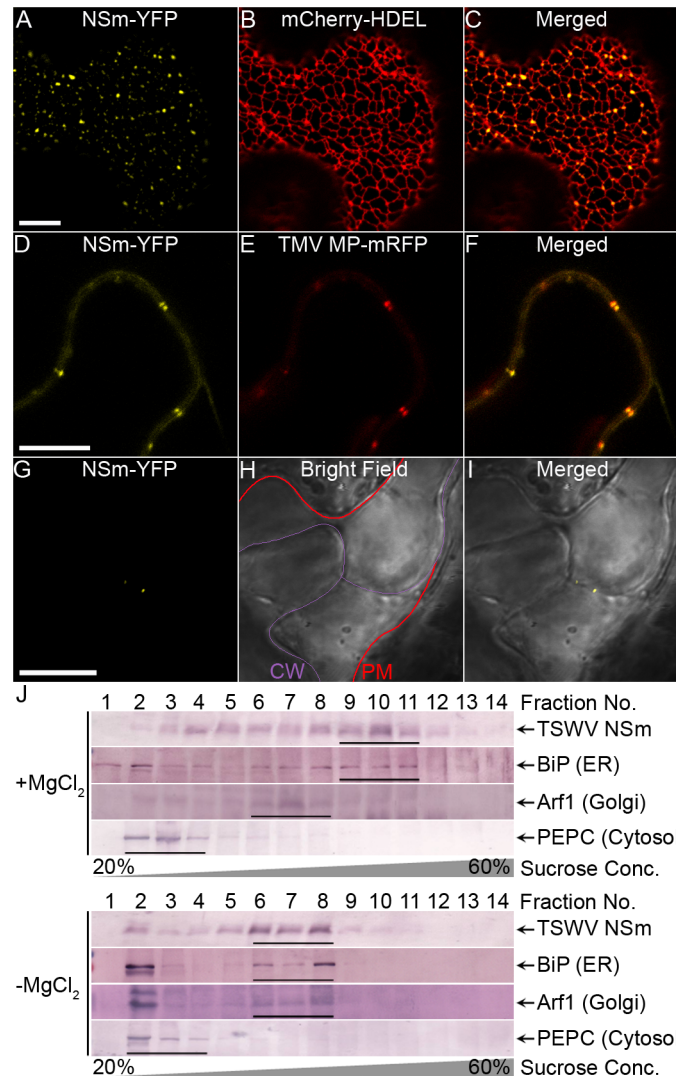 A NSm-YFP
B mCherry-HDEL
C Merged
D NSm-YFP
E TMV MP-mRFP
F Merged
G NSm-YFP
H Bright Field
I Merged
CW
PM
J
1 2 3 4 5 6 7 8 9 10 11 12 13 14 Fraction No.
+MgCl2
←TSWV NSm
←BiP (ER)
←Arf1 (Golgi)
←PEPC (Cytoso
20% 60% Sucrose Conc.
1 2 3 4 5 6 7 8 9 10 11 12 13 14 Fraction No.
-MgCl2
←TSWV NSm
←BiP (ER)
←Arf1 (Golgi)
←PEPC (Cytoso
20% 60% Sucrose Conc.